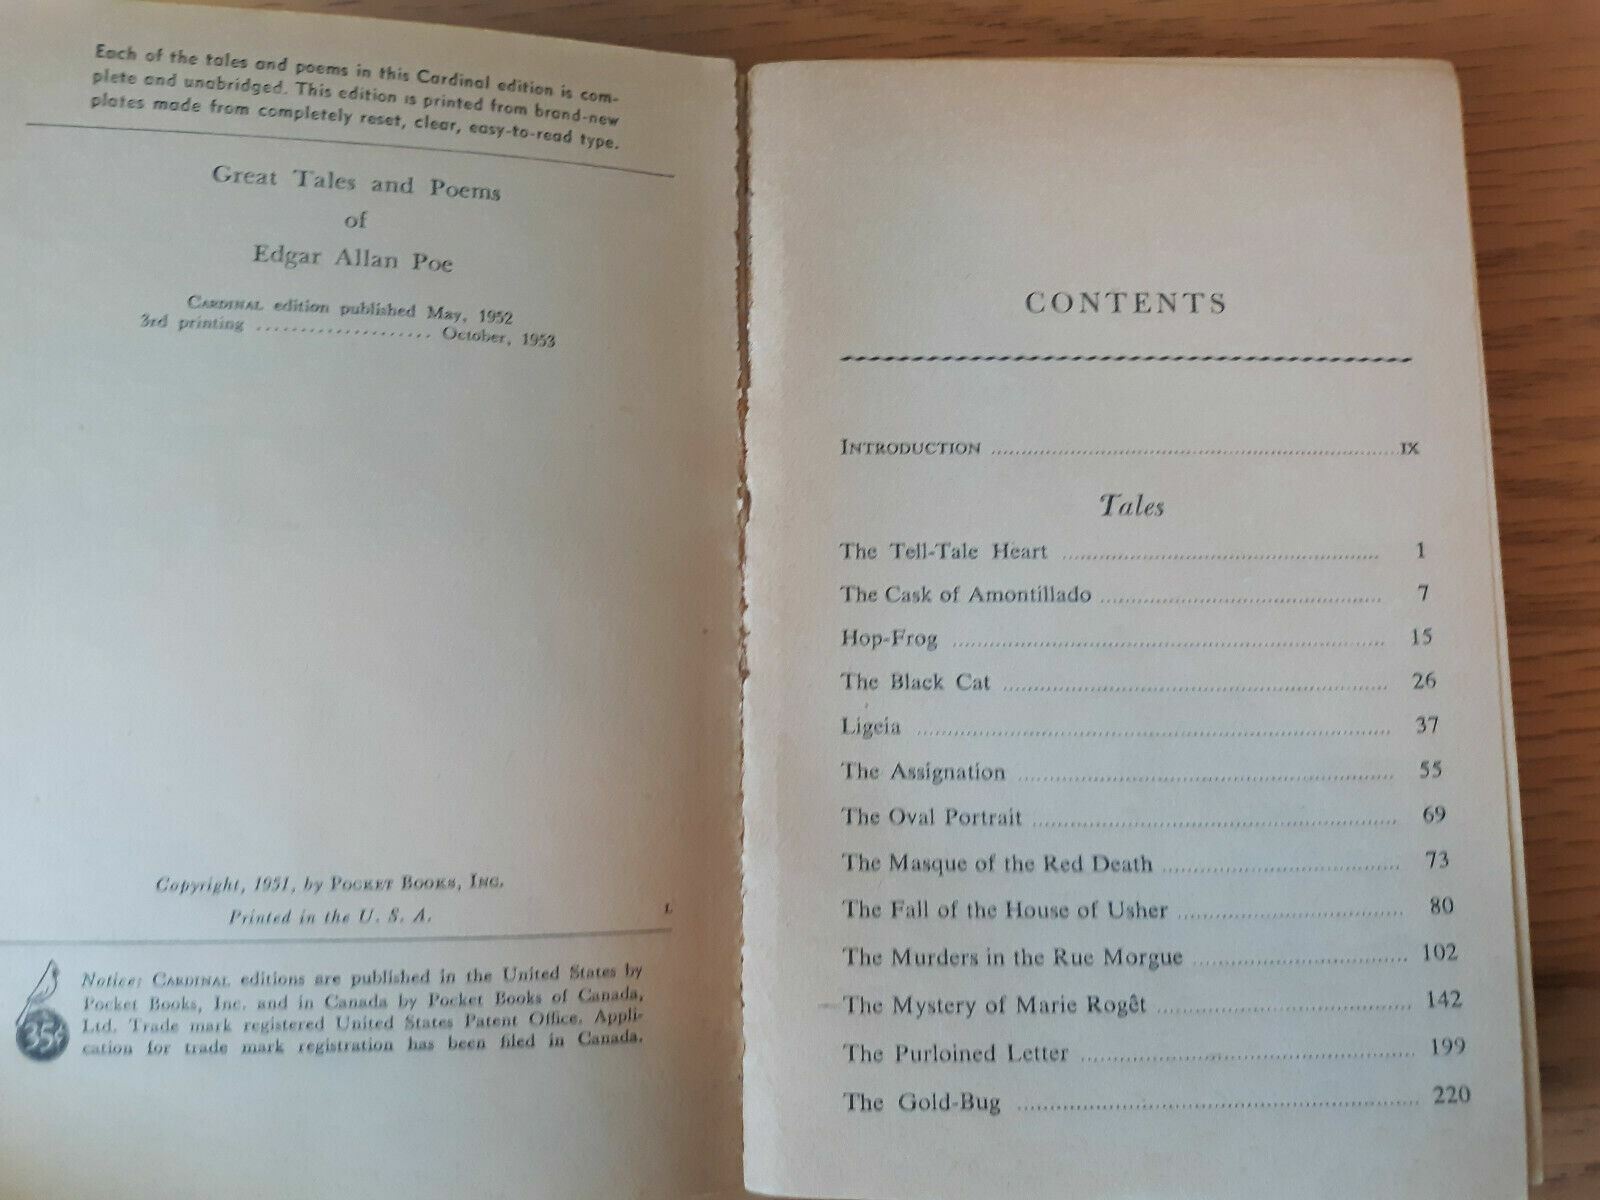 Each of the tales and poems in this Cardinal edition is com-
plete and unabridged. This edition is printed from brand-new
plates made from completely reset, clear, easy-to-read type.
Great Tales and Poems
of
Edgar Allan Poe
CARDINAL edition published May, 1952
3rd printing .................... October, 1953
Copyright, 1951, by POCKET BOOKS, INC.
Printed in the U. S. A.
L
Notice: CARDINAL editions are published in the United States by
Pocket Books, Inc. and in Canada by Pocket Books of Canada,
Ltd. Trade mark registered United States Patent Office. Appli-
cation for trade mark registration has been filed in Canada.
35¢
CONTENTS
INTRODUCTION .................... IX
Tales
The Tell-Tale Heart .................... 1
The Cask of Amontillado .................... 7
Hop-Frog .................... 15
The Black Cat .................... 26
Ligeia .................... 37
The Assignation .................... 55
The Oval Portrait .................... 69
The Masque of the Red Death .................... 73
The Fall of the House of Usher .................... 80
The Murders in the Rue Morgue .................... 102
The Mystery of Marie Rogêt .................... 142
The Purloined Letter .................... 199
The Gold-Bug .................... 220